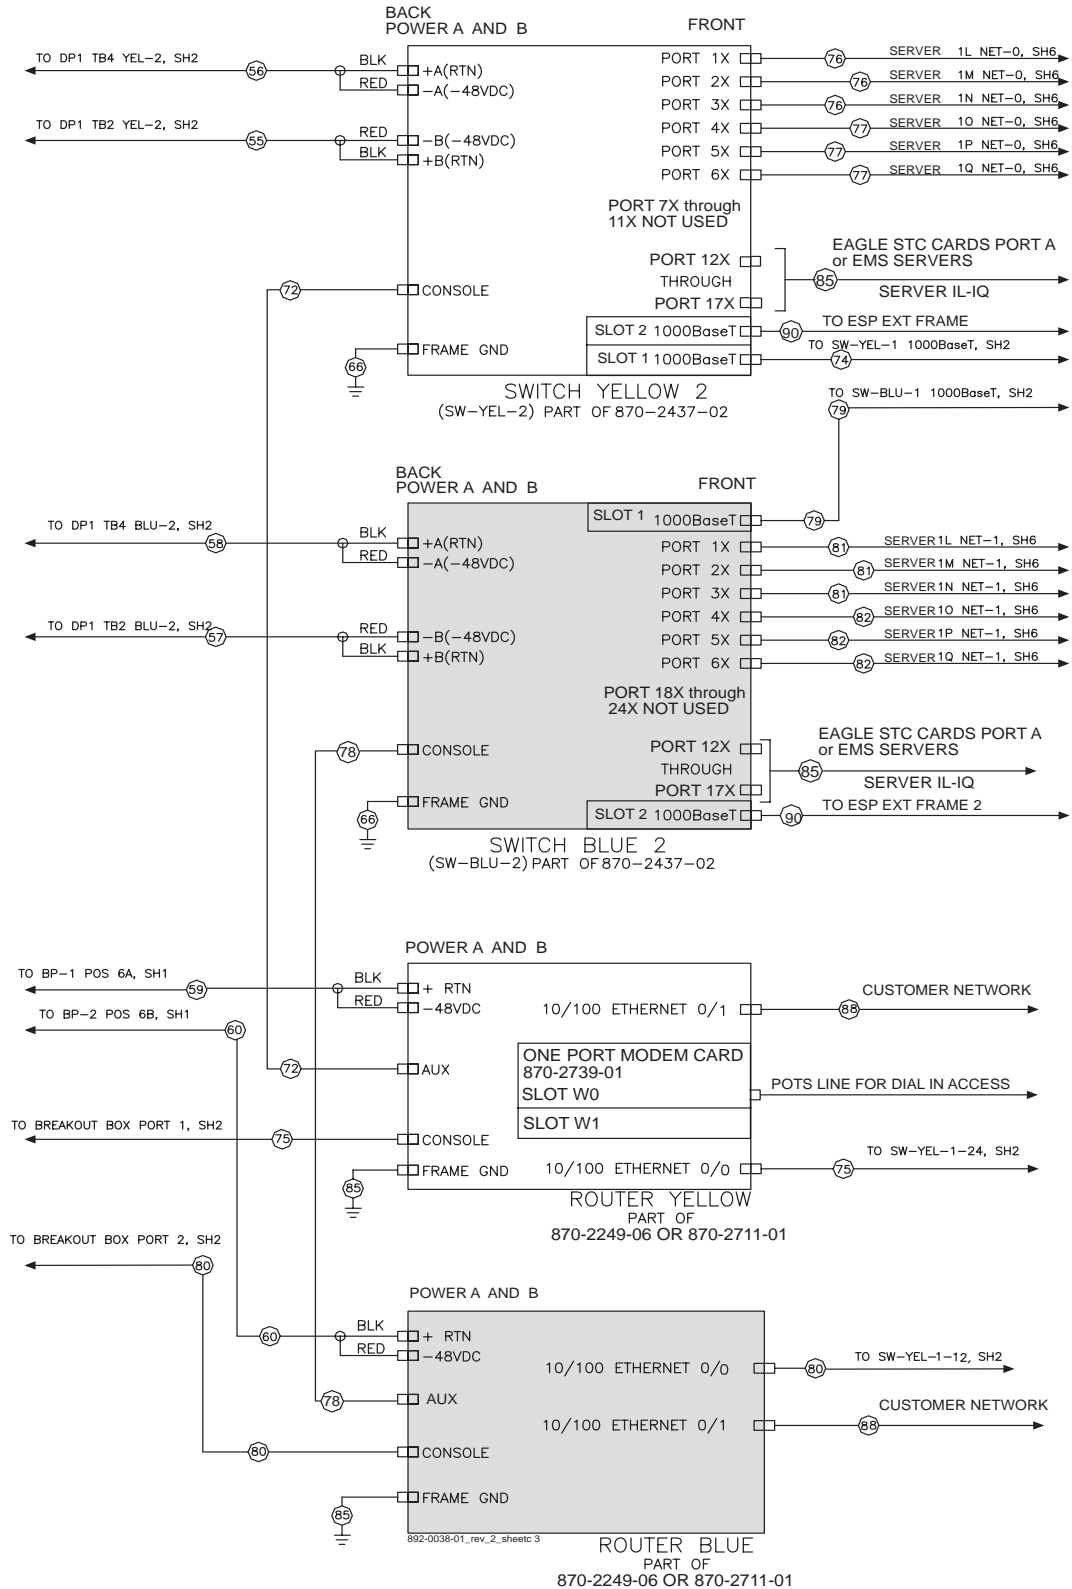 BACK
POWER A AND B
FRONT
TO DP1 TB4 YEL-2, SH2
56
BLK
+A(RTN)
RED
-A(-48VDC)
TO DP1 TB2 YEL-2, SH2
55
RED
-B(-48VDC)
BLK
+B(RTN)
PORT 1X
76
SERVER 1L NET-0, SH6
PORT 2X
76
SERVER 1M NET-0, SH6
PORT 3X
76
SERVER 1N NET-0, SH6
PORT 4X
77
SERVER 1O NET-0, SH6
PORT 5X
77
SERVER 1P NET-0, SH6
PORT 6X
77
SERVER 1Q NET-0, SH6
PORT 7X through
11X NOT USED
PORT 12X
THROUGH
PORT 17X
85
EAGLE STC CARDS PORT A
or EMS SERVERS
SERVER IL-IQ
72
CONSOLE
SLOT 2 1000BaseT
90
TO ESP EXT FRAME
66
FRAME GND
SLOT 1 1000BaseT
74
TO SW-YEL-1 1000BaseT, SH2
SWITCH YELLOW 2
(SW-YEL-2) PART OF 870-2437-02
TO SW-BLU-1 1000BaseT, SH2
79
BACK
POWER A AND B
FRONT
SLOT 1 1000BaseT
79
TO DP1 TB4 BLU-2, SH2
58
BLK
+A(RTN)
RED
-A(-48VDC)
TO DP1 TB2 BLU-2, SH2
57
RED
-B(-48VDC)
BLK
+B(RTN)
PORT 1X
81
SERVER 1L NET-1, SH6
PORT 2X
81
SERVER 1M NET-1, SH6
PORT 3X
81
SERVER 1N NET-1, SH6
PORT 4X
82
SERVER 1O NET-1, SH6
PORT 5X
82
SERVER 1P NET-1, SH6
PORT 6X
82
SERVER 1Q NET-1, SH6
PORT 18X through
24X NOT USED
78
CONSOLE
PORT 12X
THROUGH
PORT 17X
85
EAGLE STC CARDS PORT A
or EMS SERVERS
SERVER IL-IQ
66
FRAME GND
SLOT 2 1000BaseT
90
TO ESP EXT FRAME 2
SWITCH BLUE 2
(SW-BLU-2) PART OF 870-2437-02
POWER A AND B
TO BP-1 POS 6A, SH1
59
BLK
+ RTN
RED
-48VDC
TO BP-2 POS 6B, SH1
60
10/100 ETHERNET 0/1
88
CUSTOMER NETWORK
ONE PORT MODEM CARD
870-2739-01
SLOT W0
POTS LINE FOR DIAL IN ACCESS
SLOT W1
72
AUX
TO BREAKOUT BOX PORT 1, SH2
75
CONSOLE
85
FRAME GND
10/100 ETHERNET 0/0
75
TO SW-YEL-1-24, SH2
ROUTER YELLOW
PART OF
870-2249-06 OR 870-2711-01
TO BREAKOUT BOX PORT 2, SH2
80
POWER A AND B
60
BLK
+ RTN
RED
-48VDC
10/100 ETHERNET 0/0
80
TO SW-YEL-1-12, SH2
78
AUX
10/100 ETHERNET 0/1
88
CUSTOMER NETWORK
80
CONSOLE
85
FRAME GND
892-0038-01_rev_2_sheetc 3
ROUTER BLUE
PART OF
870-2249-06 OR 870-2711-01